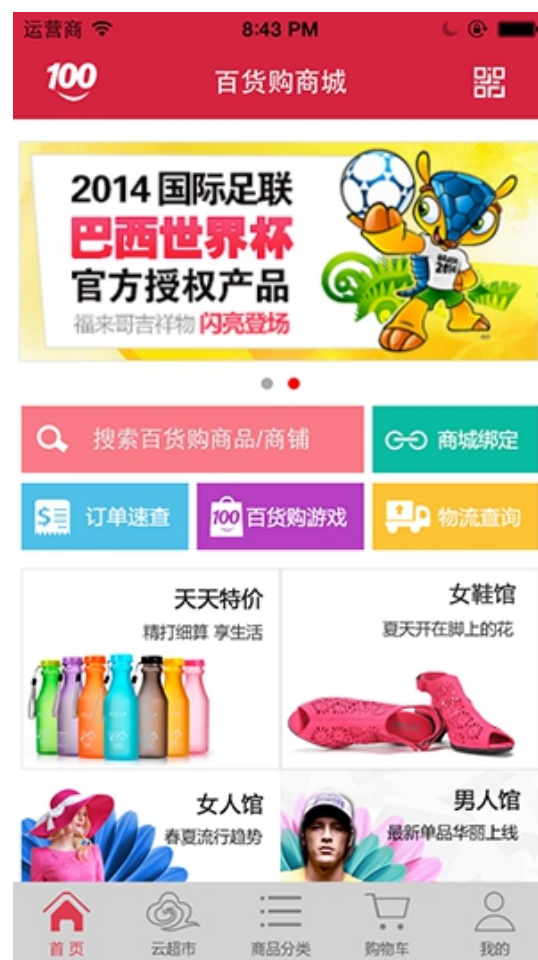 运营商
8:43 PM
100
百货购商城
2014 国际足联
巴西世界杯
官方授权产品
福来哥吉祥物 闪亮登场
BRASIL
2014
搜索百货购商品/商铺
商城绑定
$
订单速查
100
百货购游戏
物流查询
天天特价
精打细算 享生活
女鞋馆
夏天开在脚上的花
女人馆
春夏流行趋势
男人馆
最新单品华丽上线
首页
云超市
商品分类
购物车
我的